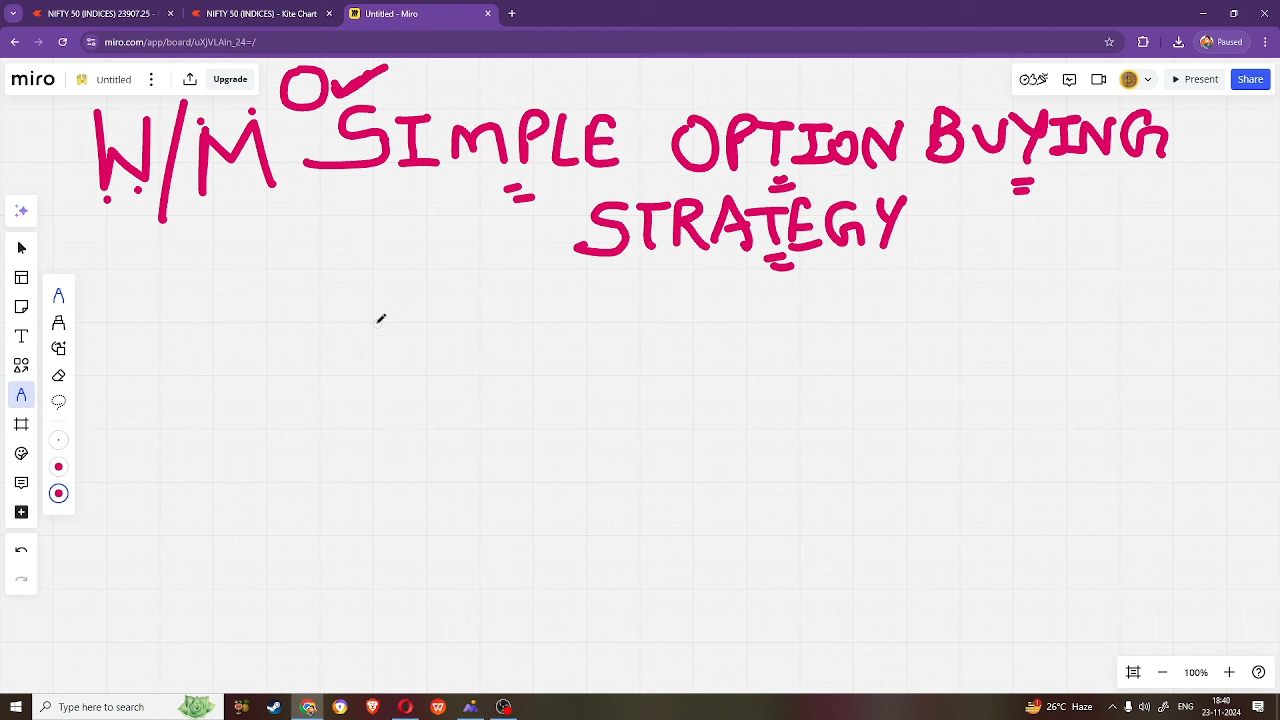 NIFTY 50 (INDICES) 23907.25 -
NIFTY 50 (INDICES) - Kite Chart
Untitled - Miro
miro.com/app/board/uXjVLAln_24=/
Paused
miro
Untitled
Upgrade
Present
Share
W/M SIMPLE OPTION BUYING
STRATEGY
100%
Type here to search
26°C Haze
ENG
18:40
23-11-2024